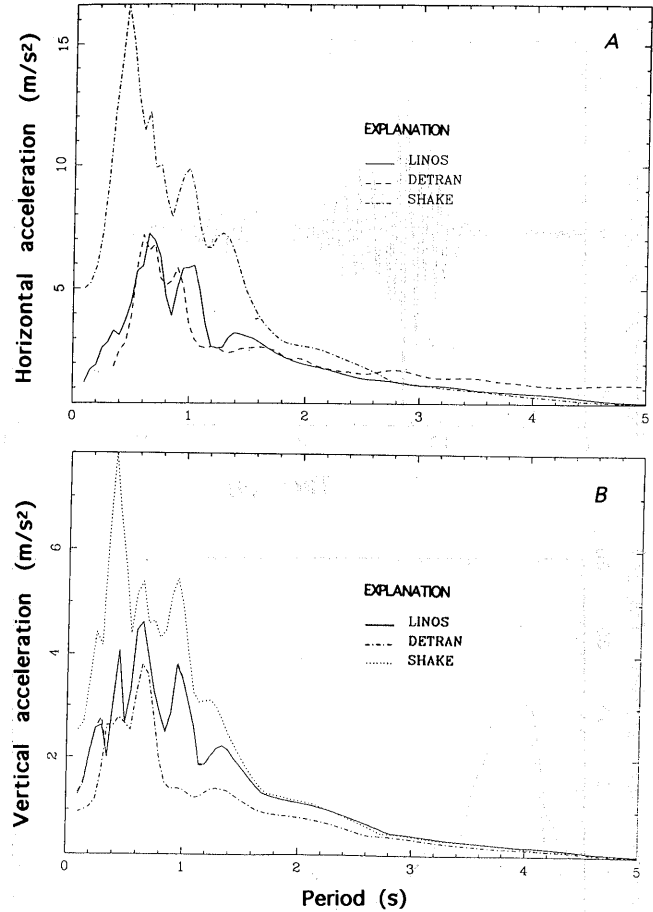 A
Horizontal acceleration (m/s²)
15
10
5
EXPLANATION
LINOS
DETRAN
SHAKE
0 1 2 3 4 5
B
Vertical acceleration (m/s²)
6
4
2
EXPLANATION
LINOS
DETRAN
SHAKE
0 1 2 3 4 5
Period (s)